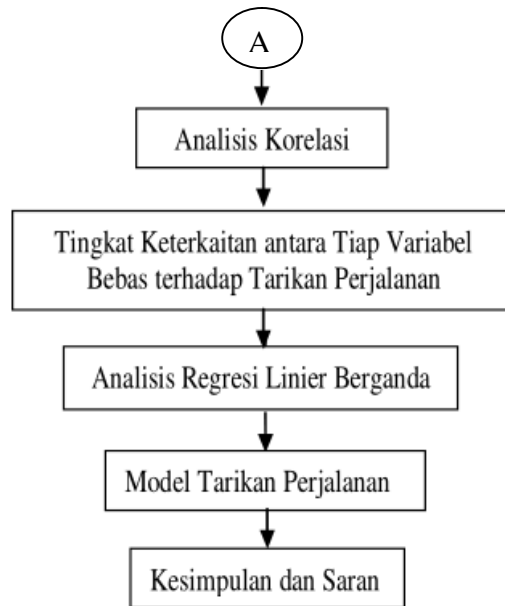 A
Analisis Korelasi
Tingkat Keterkaitan antara Tiap Variabel
Bebas terhadap Tarikan Perjalanan
Analisis Regresi Linier Berganda
Model Tarikan Perjalanan
Kesimpulan dan Saran